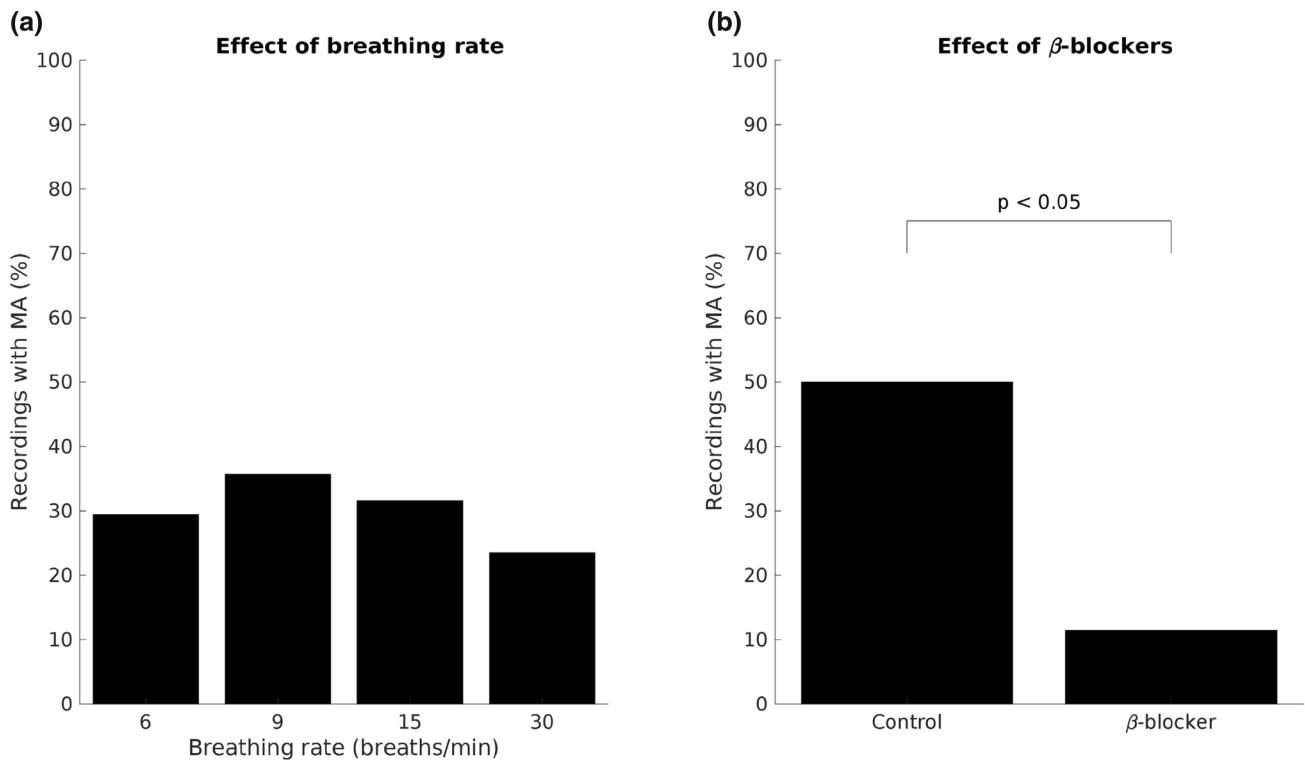 (a)
Effect of breathing rate
Recordings with MA (%)
100
90
80
70
60
50
40
30
20
10
0
6 9 15 30
Breathing rate (breaths/min)
(b)
Effect of β-blockers
Recordings with MA (%)
100
90
80
70
60
50
40
30
20
10
0
p < 0.05
Control β-blocker